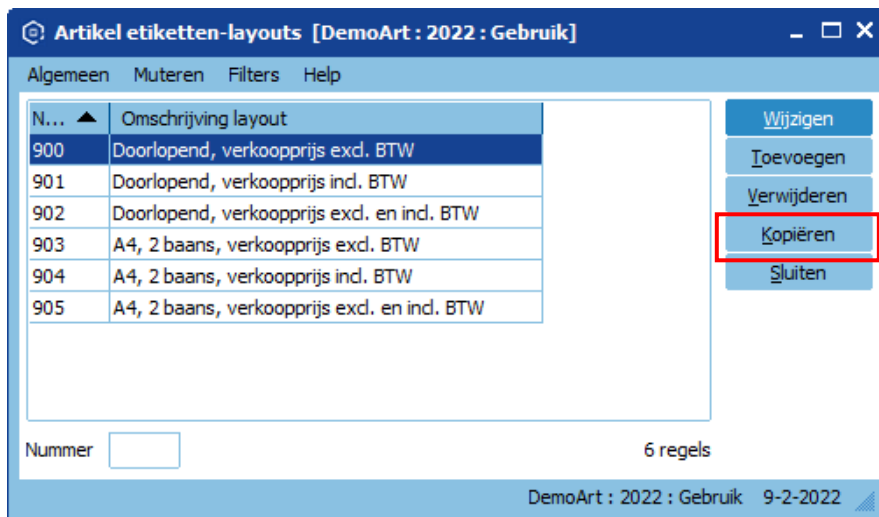 Artikel etiketten-layouts [DemoArt : 2022 : Gebruik]
Algemeen Muteren Filters Help
N... Omschrijving layout
900 Doorlopend, verkoopprijs excl. BTW
901 Doorlopend, verkoopprijs incl. BTW
902 Doorlopend, verkoopprijs excl. en incl. BTW
903 A4, 2 baans, verkoopprijs excl. BTW
904 A4, 2 baans, verkoopprijs incl. BTW
905 A4, 2 baans, verkoopprijs excl. en incl. BTW
Wijzigen
Toevoegen
Verwijderen
Kopiëren
Sluiten
Nummer 6 regels
DemoArt : 2022 : Gebruik 9-2-2022